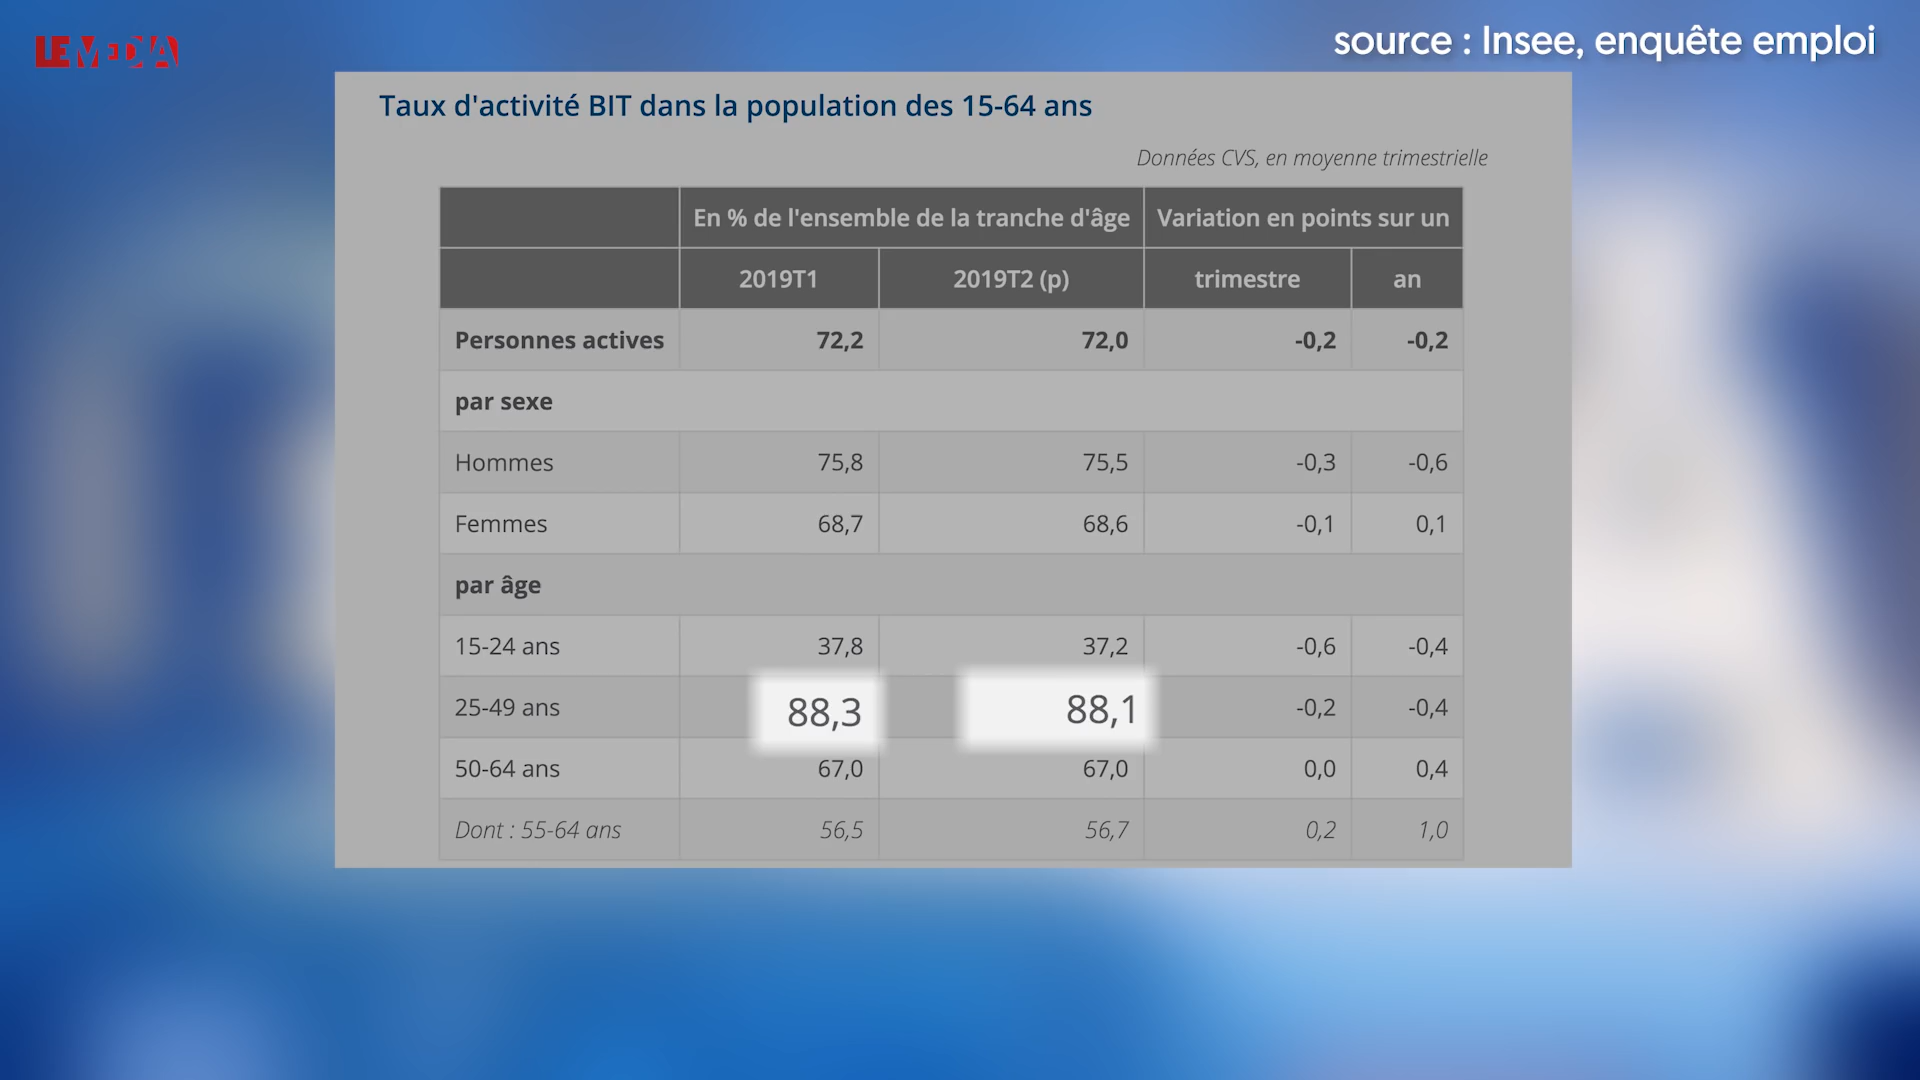 LEMEDIA
source : Insee, enquête emploi
Taux d'activité BIT dans la population des 15-64 ans
Données CVS, en moyenne trimestrielle
En % de l'ensemble de la tranche d'âge Variation en points sur un
2019T1 2019T2 (p) trimestre an
Personnes actives 72,2 72,0 -0,2 -0,2
par sexe
Hommes 75,8 75,5 -0,3 -0,6
Femmes 68,7 68,6 -0,1 0,1
par âge
15-24 ans 37,8 37,2 -0,6 -0,4
25-49 ans 88,3 88,1 -0,2 -0,4
50-64 ans 67,0 67,0 0,0 0,4
Dont : 55-64 ans 56,5 56,7 0,2 1,0